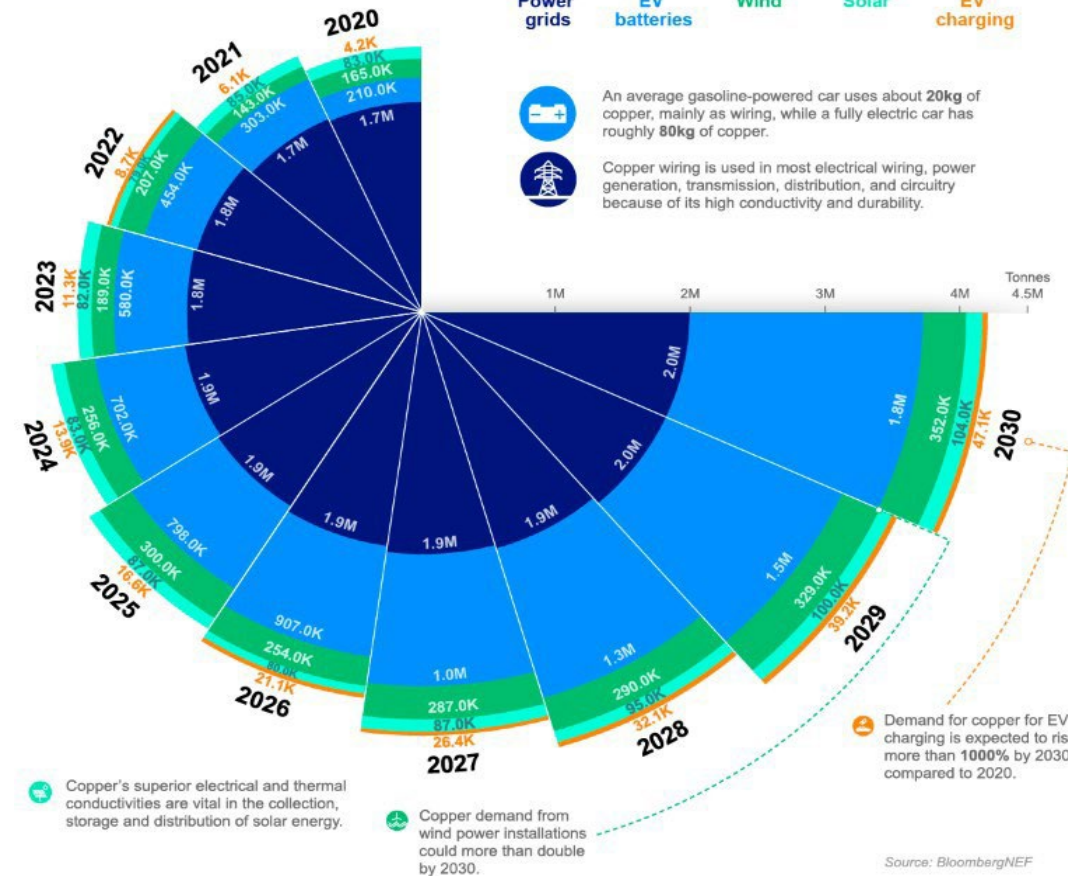 Power grids
EV batteries
Wind
Solar
EV charging
An average gasoline-powered car uses about 20kg of
copper, mainly as wiring, while a fully electric car has
roughly 80kg of copper.
Copper wiring is used in most electrical wiring, power
generation, transmission, distribution, and circuitry
because of its high conductivity and durability.
Tonnes
1M
2M
3M
4M
4.5M
2020
4.2K
83.0K
165.0K
210.0K
1.7M
2021
6.1K
143.0K
303.0K
1.7M
2022
8.7K
207.0K
454.0K
1.8M
2023
11.3K
82.0K
189.0K
580.0K
1.8M
2024
13.9K
83.0K
256.0K
702.0K
1.9M
2025
16.6K
87.0K
300.0K
798.0K
1.9M
2026
21.1K
80.0K
254.0K
907.0K
1.9M
2027
26.4K
87.0K
287.0K
1.0M
1.9M
2028
32.1K
95.0K
290.0K
1.3M
1.9M
2029
39.2K
100.0K
329.0K
1.5M
2.0M
2030
47.1K
104.0K
352.0K
1.8M
2.0M
Demand for copper for EV
charging is expected to
more than 1000% by 2030
compared to 2020.
Copper's superior electrical and thermal
conductivities are vital in the collection,
storage and distribution of solar energy.
Copper demand from
wind power installations
could more than double
by 2030.
Source: BloombergNEF